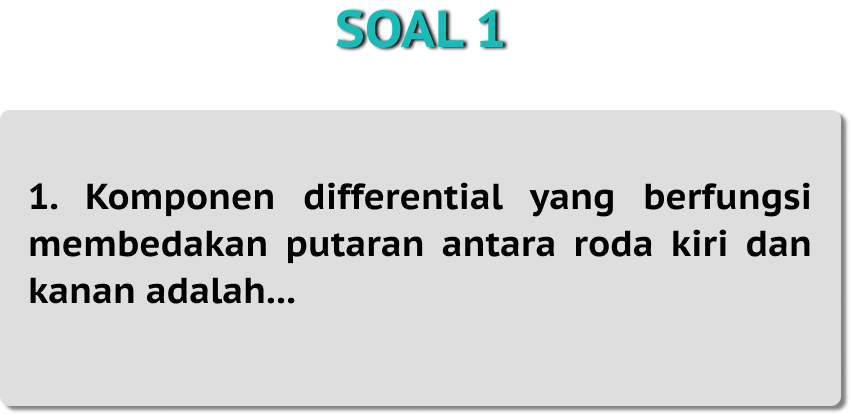 SOAL 1
1. Komponen differential yang berfungsi
membedakan putaran antara roda kiri dan
kanan adalah...